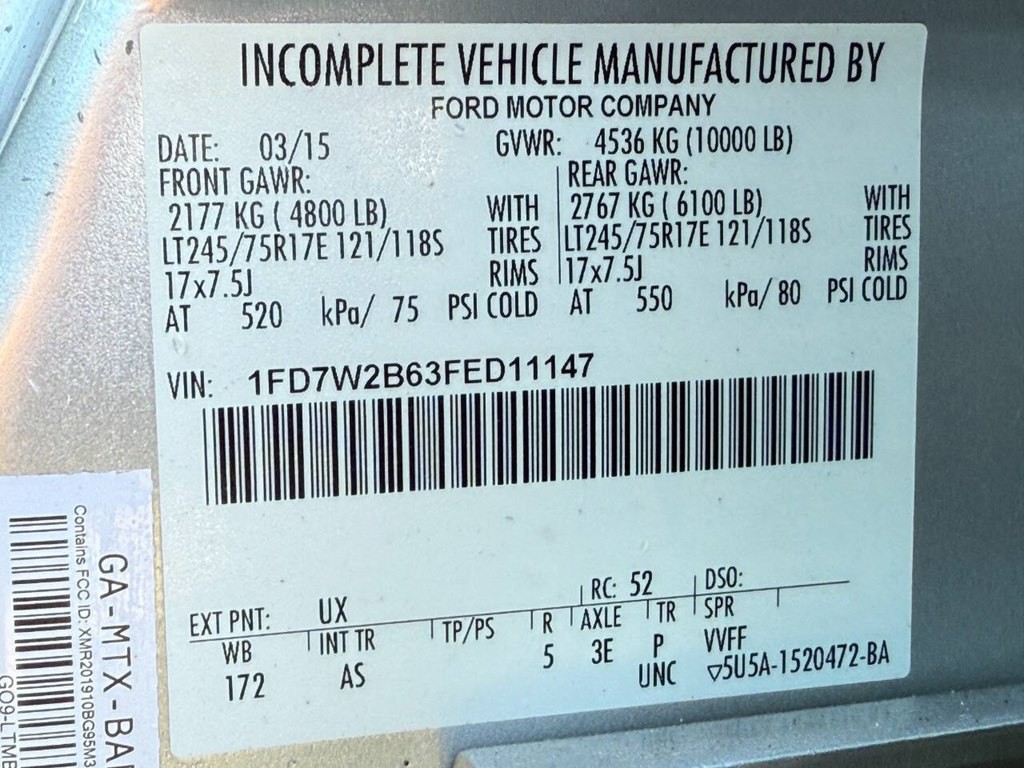 INCOMPLETE VEHICLE MANUFACTURED BY
FORD MOTOR COMPANY
DATE: 03/15 GVWR: 4536 KG (10000 LB)
FRONT GAWR: REAR GAWR:
2177 KG ( 4800 LB) WITH 2767 KG ( 6100 LB) WITH
LT245/75R17E 121/118S TIRES LT245/75R17E 121/118S TIRES
17x7.5J RIMS 17x7.5J RIMS
AT 520 kPa/ 75 PSI COLD AT 550 kPa/ 80 PSI COLD
VIN: 1FD7W2B63FED11147
EXT PNT: UX RC: 52 DSO:
WB INT TR TP/PS R AXLE TR SPR
172 AS 5 3E P VVFF
UNC ▽5U5A-1520472-BA
GA-MTX-BA
Contains FCC ID: XMR201910BG95M3
GO9-LTME